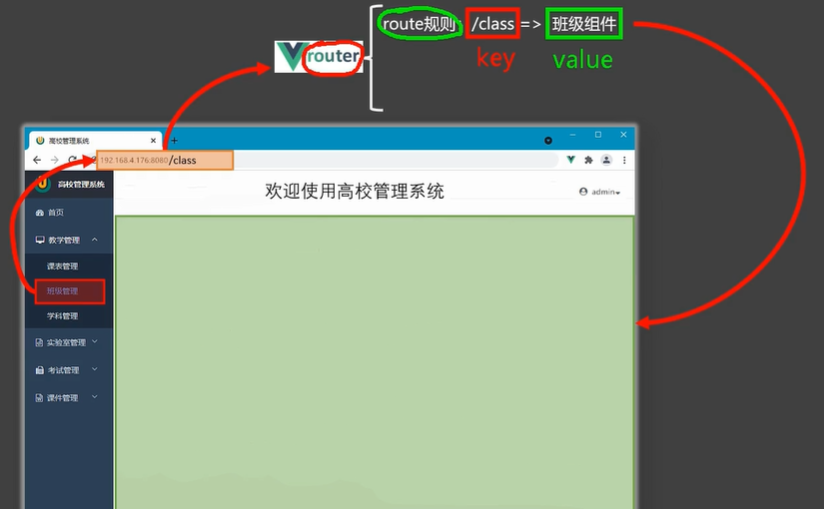 route规则: /class => 班级组件
router
key
value
高校管理系统
192.168.4.176:8080/class
高校管理系统
欢迎使用高校管理系统
admin
首页
教学管理
课表管理
班级管理
学科管理
实验室管理
考试管理
课件管理